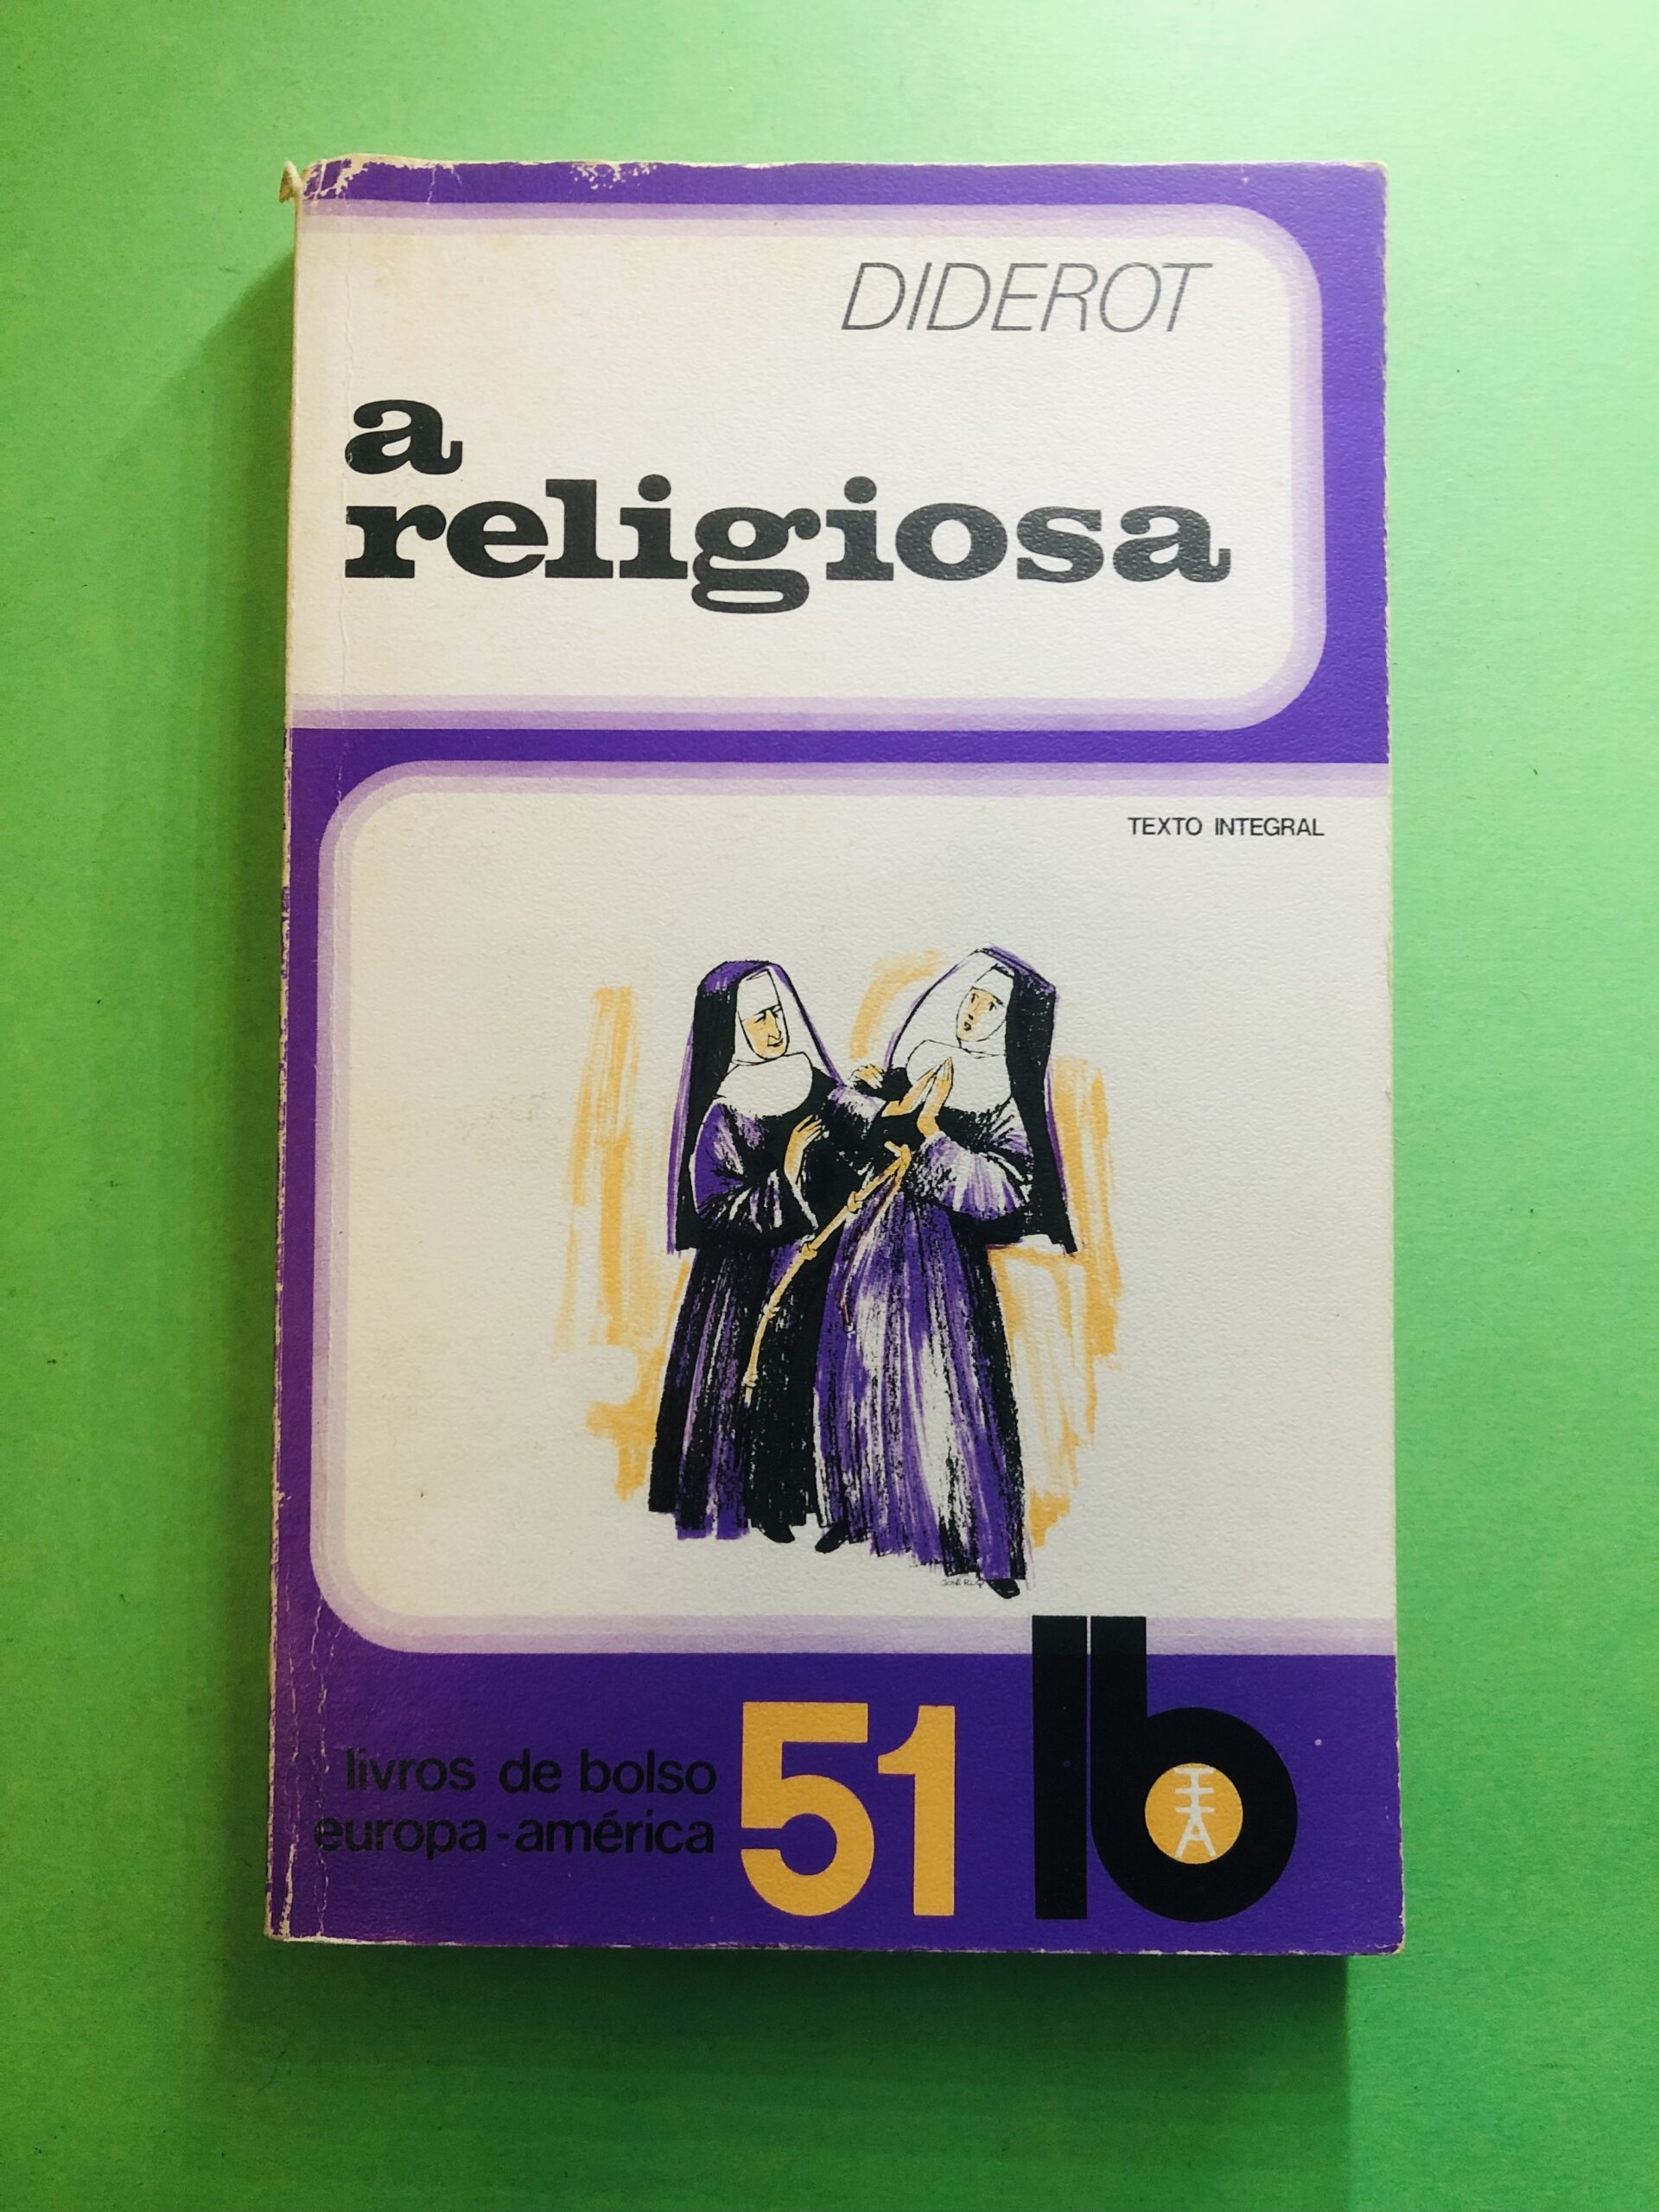 DIDEROT
a
religiosa
TEXTO INTEGRAL
livros de bolso
europa-américa
51
lb